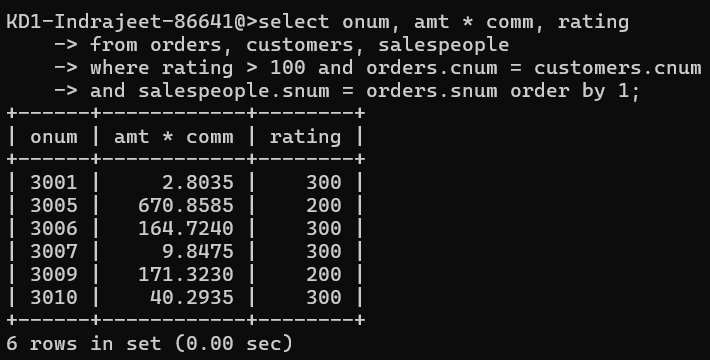 KD1-Indrajeet-86641@>select onum, amt * comm, rating
    -> from orders, customers, salespeople
    -> where rating > 100 and orders.cnum = customers.cnum
    -> and salespeople.snum = orders.snum order by 1;
+------+------------+--------+
| onum | amt * comm | rating |
+------+------------+--------+
| 3001 |     2.8035 |    300 |
| 3005 |   670.8585 |    200 |
| 3006 |   164.7240 |    300 |
| 3007 |     9.8475 |    300 |
| 3009 |   171.3230 |    200 |
| 3010 |    40.2935 |    300 |
+------+------------+--------+
6 rows in set (0.00 sec)